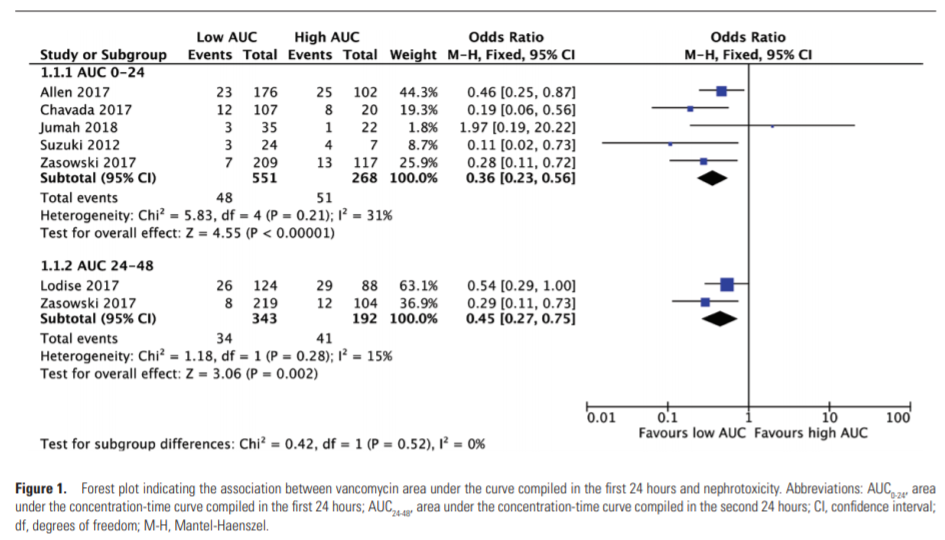 Low AUC High AUC Odds Ratio Odds Ratio
Study or Subgroup Events Total Events Total Weight M-H, Fixed, 95% CI M-H, Fixed, 95% CI
1.1.1 AUC 0–24
Allen 2017 23 176 25 102 44.3% 0.46 [0.25, 0.87]
Chavada 2017 12 107 8 20 19.3% 0.19 [0.06, 0.56]
Jumah 2018 3 35 1 22 1.8% 1.97 [0.19, 20.22]
Suzuki 2012 3 24 4 7 8.7% 0.11 [0.02, 0.73]
Zasowski 2017 7 209 13 117 25.9% 0.28 [0.11, 0.72]
Subtotal (95% CI) 551 268 100.0% 0.36 [0.23, 0.56]
Total events 48 51
Heterogeneity: Chi² = 5.83, df = 4 (P = 0.21); I² = 31%
Test for overall effect: Z = 4.55 (P < 0.00001)
1.1.2 AUC 24–48
Lodise 2017 26 124 29 88 63.1% 0.54 [0.29, 1.00]
Zasowski 2017 8 219 12 104 36.9% 0.29 [0.11, 0.73]
Subtotal (95% CI) 343 192 100.0% 0.45 [0.27, 0.75]
Total events 34 41
Heterogeneity: Chi² = 1.18, df = 1 (P = 0.28); I² = 15%
Test for overall effect: Z = 3.06 (P = 0.002)
0.01 0.1 1 10 100
Favours low AUC Favours high AUC
Test for subgroup differences: Chi² = 0.42, df = 1 (P = 0.52), I² = 0%
Figure 1. Forest plot indicating the association between vancomycin area under the curve compiled in the first 24 hours and nephrotoxicity. Abbreviations: AUC0-24, area
under the concentration-time curve compiled in the first 24 hours; AUC24-48, area under the concentration-time curve compiled in the second 24 hours; CI, confidence interval;
df, degrees of freedom; M-H, Mantel-Haenszel.